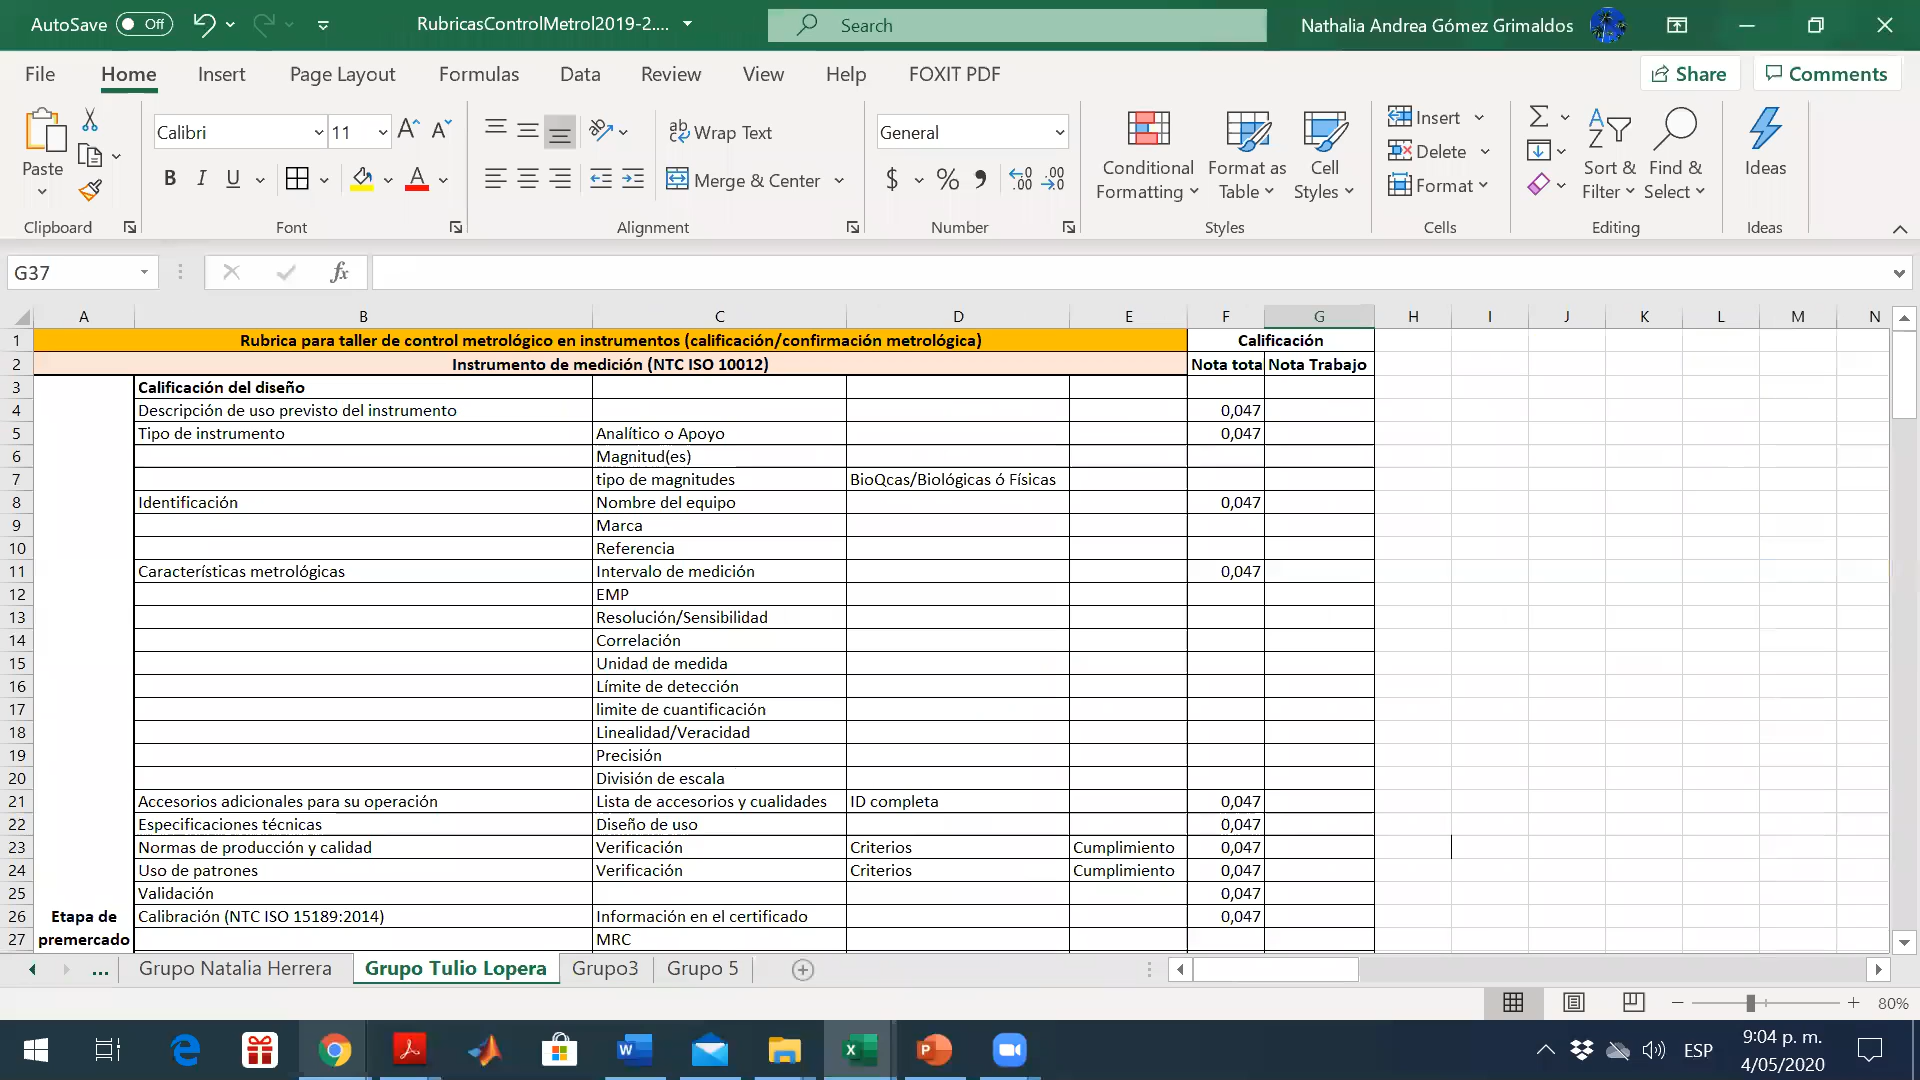 AutoSave Off RubricasControlMetrol2019-2.... Search Nathalia Andrea Gómez Grimaldos
File Home Insert Page Layout Formulas Data Review View Help FOXIT PDF Share Comments
Calibri 11 Wrap Text General Insert
Paste Delete
B I U Merge & Center $ % Conditional Formatting Format as Table Cell Styles Format Sort & Filter Find & Select Ideas
Clipboard Font Alignment Number Styles Cells Editing Ideas
G37 fx
A B C D E F G H I J K L M N
1 Rubrica para taller de control metrológico en instrumentos (calificación/confirmación metrológica) Calificación
2 Instrumento de medición (NTC ISO 10012) Nota tota Nota Trabajo
3 Calificación del diseño
4 Descripción de uso previsto del instrumento 0,047
5 Tipo de instrumento Analítico o Apoyo 0,047
6 Magnitud(es)
7 tipo de magnitudes BioQcas/Biológicas ó Físicas
8 Identificación Nombre del equipo 0,047
9 Marca
10 Referencia
11 Características metrológicas Intervalo de medición 0,047
12 EMP
13 Resolución/Sensibilidad
14 Correlación
15 Unidad de medida
16 Límite de detección
17 limite de cuantificación
18 Linealidad/Veracidad
19 Precisión
20 División de escala
21 Accesorios adicionales para su operación Lista de accesorios y cualidades ID completa 0,047
22 Especificaciones técnicas Diseño de uso 0,047
23 Normas de producción y calidad Verificación Criterios Cumplimiento 0,047
24 Uso de patrones Verificación Criterios Cumplimiento 0,047
25 Validación 0,047
26 Etapa de Calibración (NTC ISO 15189:2014) Información en el certificado 0,047
27 premercado MRC
... Grupo Natalia Herrera Grupo Tulio Lopera Grupo3 Grupo 5
80%
ESP 9:04 p. m.
4/05/2020